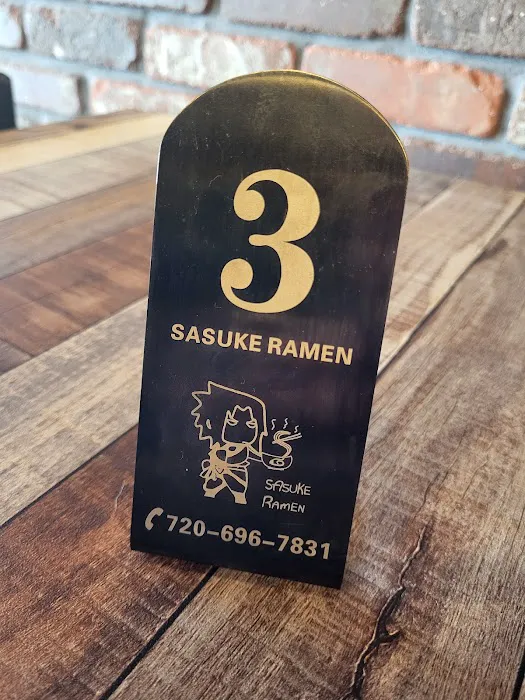 3
SASUKE RAMEN
SASUKE
RAMEN
720-696-7831